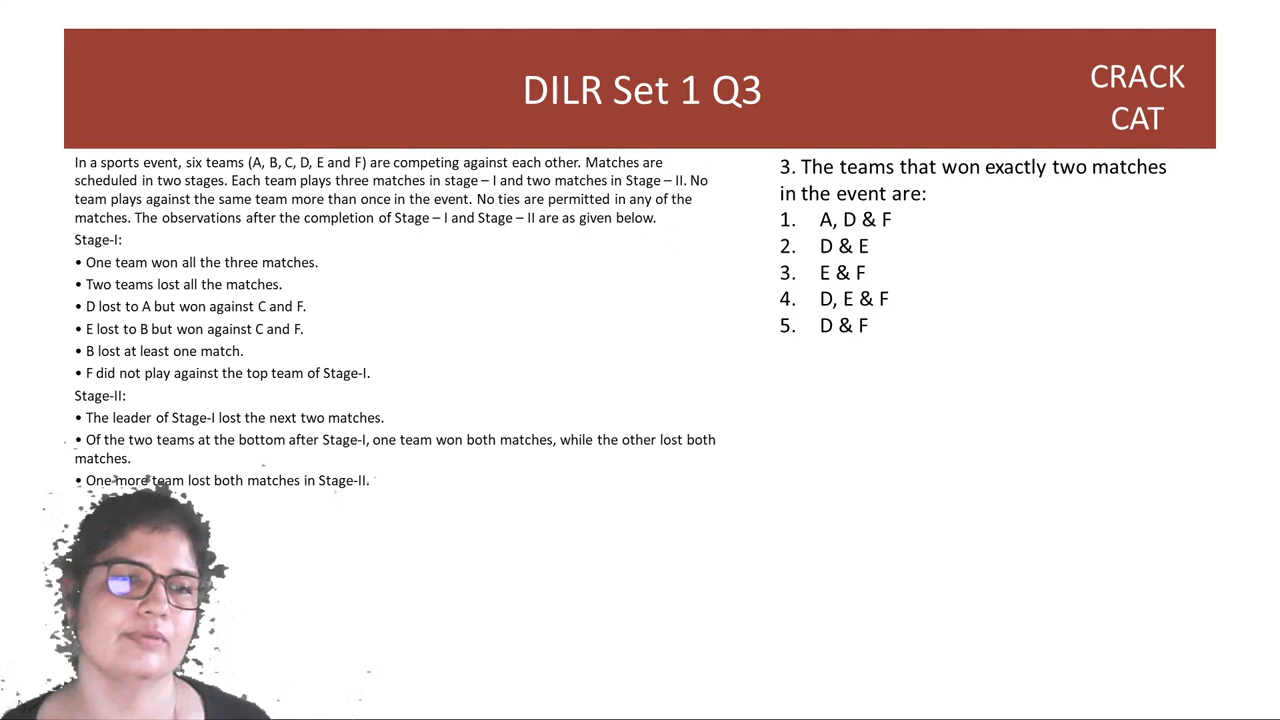 DILR Set 1 Q3
CRACK
CAT
In a sports event, six teams (A, B, C, D, E and F) are competing against each other. Matches are
scheduled in two stages. Each team plays three matches in stage – I and two matches in Stage – II. No
team plays against the same team more than once in the event. No ties are permitted in any of the
matches. The observations after the completion of Stage – I and Stage – II are as given below.
Stage-I:
• One team won all the three matches.
• Two teams lost all the matches.
• D lost to A but won against C and F.
• E lost to B but won against C and F.
• B lost at least one match.
• F did not play against the top team of Stage-I.
Stage-II:
• The leader of Stage-I lost the next two matches.
• Of the two teams at the bottom after Stage-I, one team won both matches, while the other lost both
matches.
• One more team lost both matches in Stage-II.
3. The teams that won exactly two matches
in the event are:
1. A, D & F
2. D & E
3. E & F
4. D, E & F
5. D & F